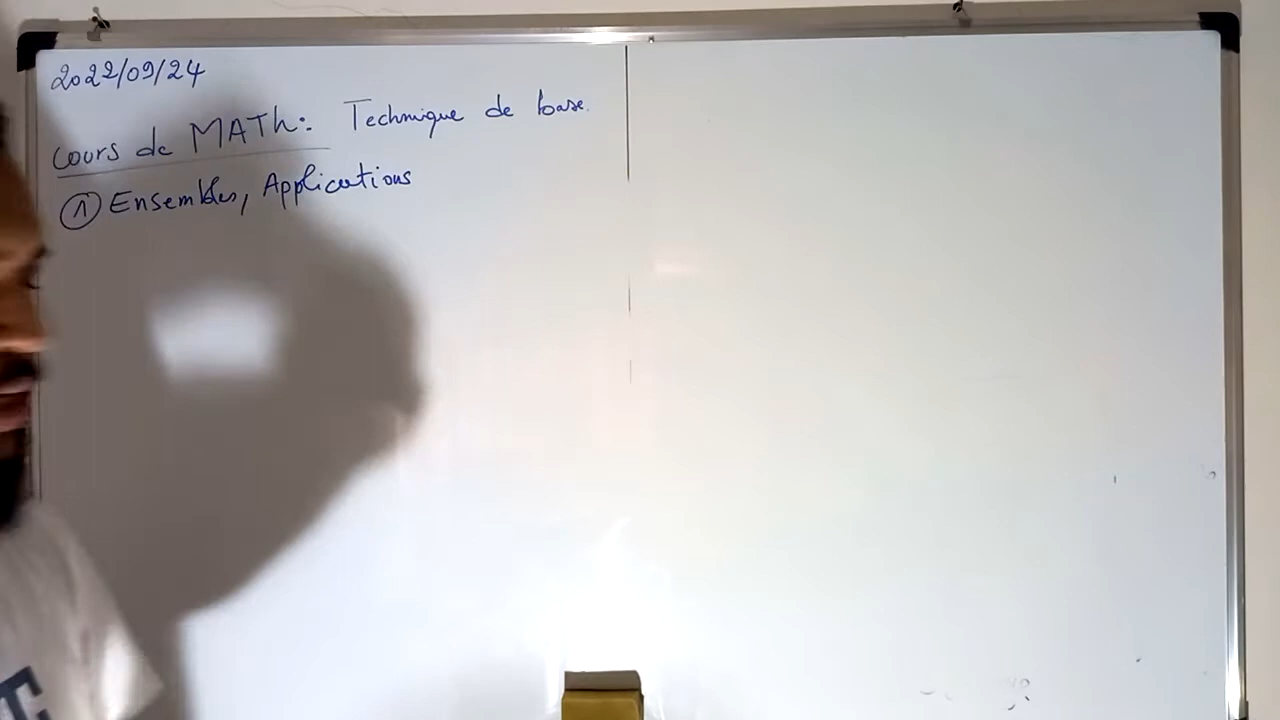 2022/09/24
Cours de MATh: Technique de base.
① Ensembles, Applications